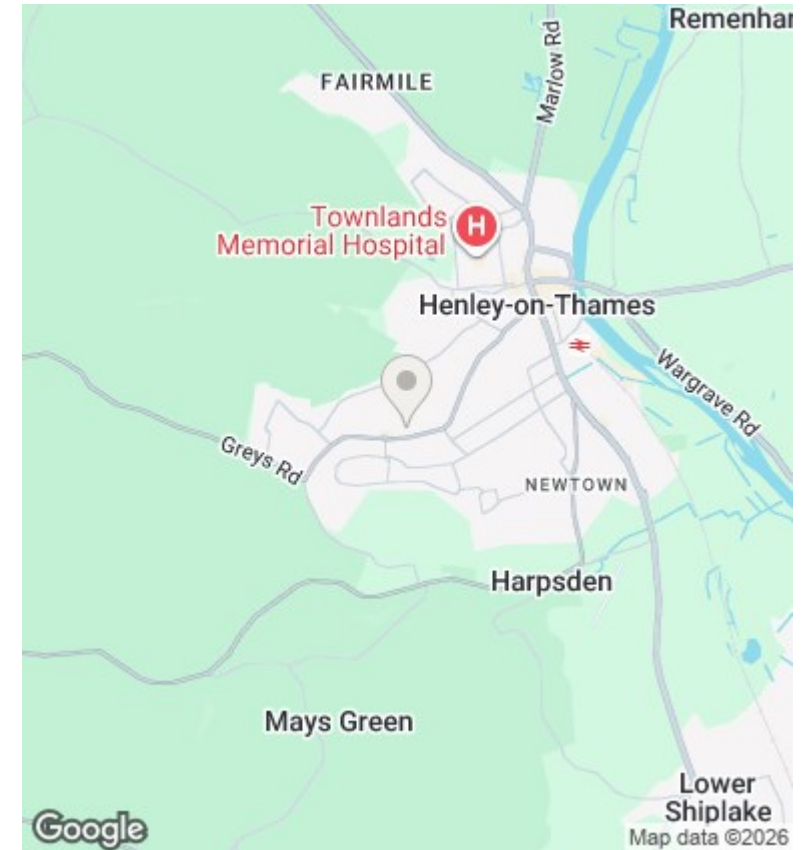 Remenhar
FAIRMILE
Marlow Rd
Townlands
Memorial Hospital
H
Henley-on-Thames
Wargrave Rd
Greys Rd
NEWTOWN
Harpsden
Mays Green
Lower
Shiplake
Google
Map data ©2026